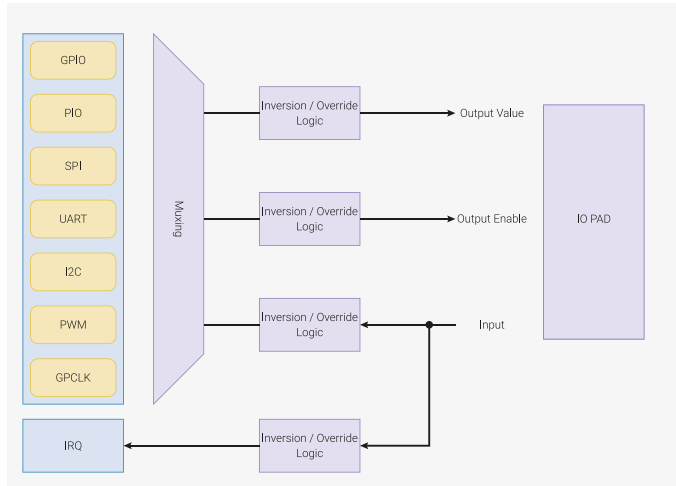 GPIO
PIO
SPI
UART
I2C
PWM
GPCLK
IRQ
Muxing
Inversion / Override
Logic
Output Value
Inversion / Override
Logic
Output Enable
Inversion / Override
Logic
Input
Inversion / Override
Logic
IO PAD